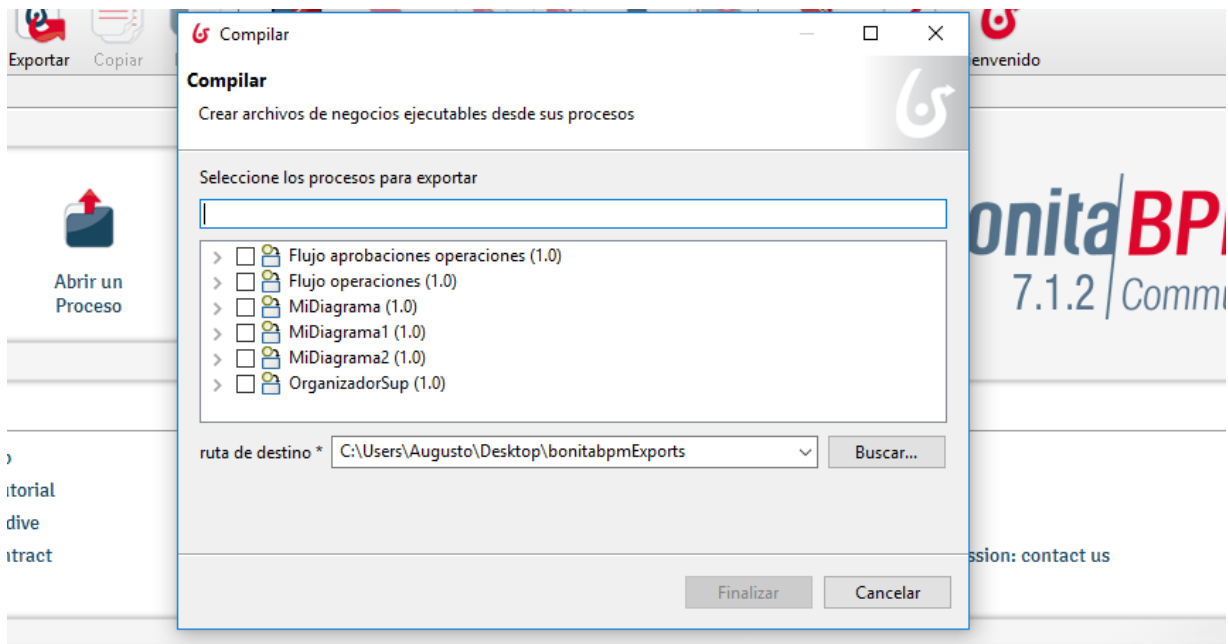 Exportar
Copiar
envenido
Compilar
Compilar
Crear archivos de negocios ejecutables desde sus procesos
Seleccione los procesos para exportar
Flujo aprobaciones operaciones (1.0)
Flujo operaciones (1.0)
MiDiagrama (1.0)
MiDiagrama1 (1.0)
MiDiagrama2 (1.0)
OrganizadorSup (1.0)
ruta de destino * C:\Users\Augusto\Desktop\bonitabpmExports Buscar...
Finalizar Cancelar
Abrir un
Proceso
onitaBP
7.1.2 Commu
o
itorial
dive
ntract
ssion: contact us